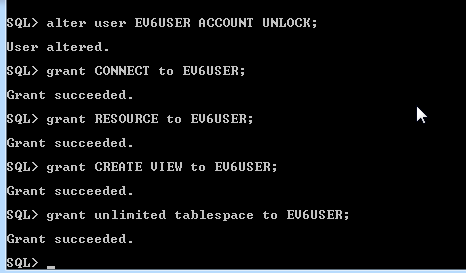 SQL> alter user EV6USER ACCOUNT UNLOCK;
User altered.
SQL> grant CONNECT to EV6USER;
Grant succeeded.
SQL> grant RESOURCE to EV6USER;
Grant succeeded.
SQL> grant CREATE VIEW to EV6USER;
Grant succeeded.
SQL> grant unlimited tablespace to EV6USER;
Grant succeeded.
SQL> _